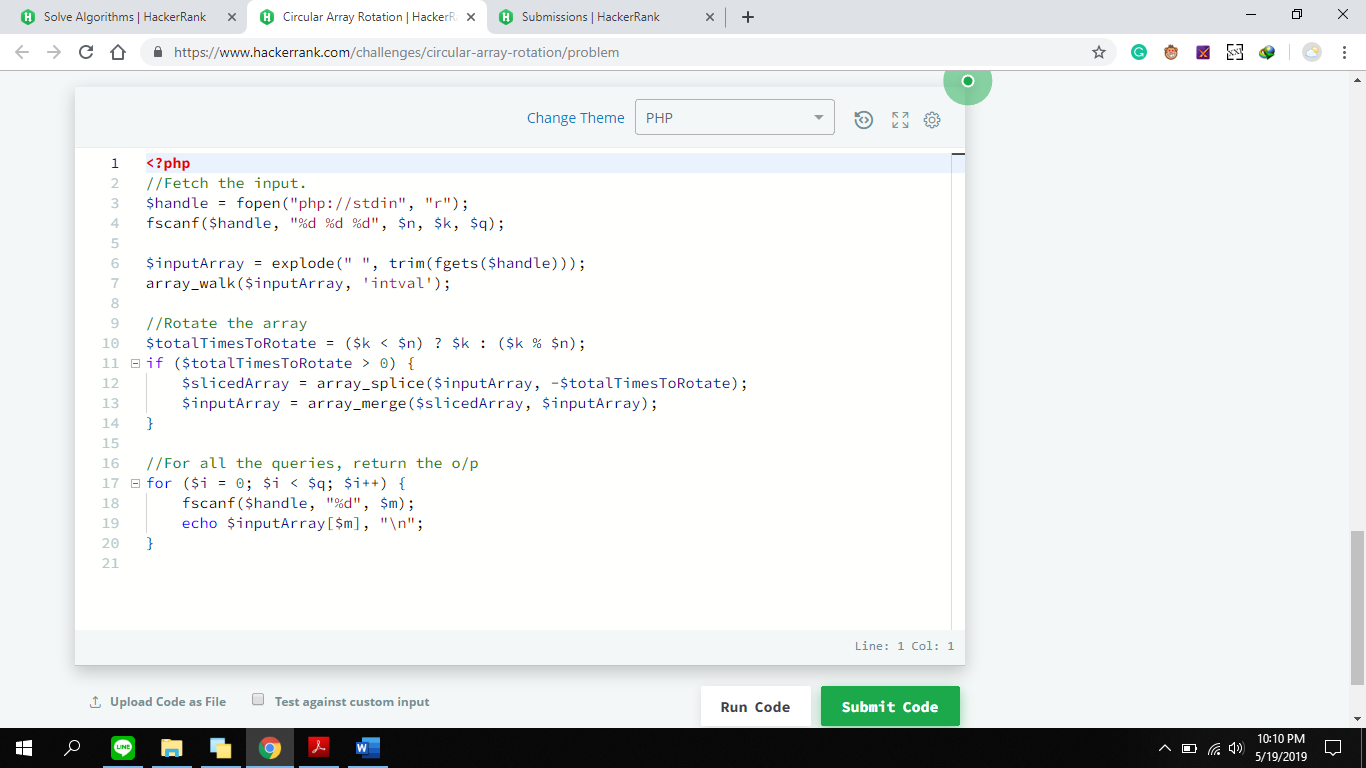 Solve Algorithms | HackerRank
Circular Array Rotation | HackerR
Submissions | HackerRank
https://www.hackerrank.com/challenges/circular-array-rotation/problem
Change Theme PHP
1 <?php
2 //Fetch the input.
3 $handle = fopen("php://stdin", "r");
4 fscanf($handle, "%d %d %d", $n, $k, $q);
5
6 $inputArray = explode(" ", trim(fgets($handle)));
7 array_walk($inputArray, 'intval');
8
9 //Rotate the array
10 $totalTimesToRotate = ($k < $n) ? $k : ($k % $n);
11 if ($totalTimesToRotate > 0) {
12 $slicedArray = array_splice($inputArray, -$totalTimesToRotate);
13 $inputArray = array_merge($slicedArray, $inputArray);
14 }
15
16 //For all the queries, return the o/p
17 for ($i = 0; $i < $q; $i++) {
18 fscanf($handle, "%d", $m);
19 echo $inputArray[$m], "\n";
20 }
21
Line: 1 Col: 1
Upload Code as File Test against custom input Run Code Submit Code
LINE
10:10 PM
5/19/2019